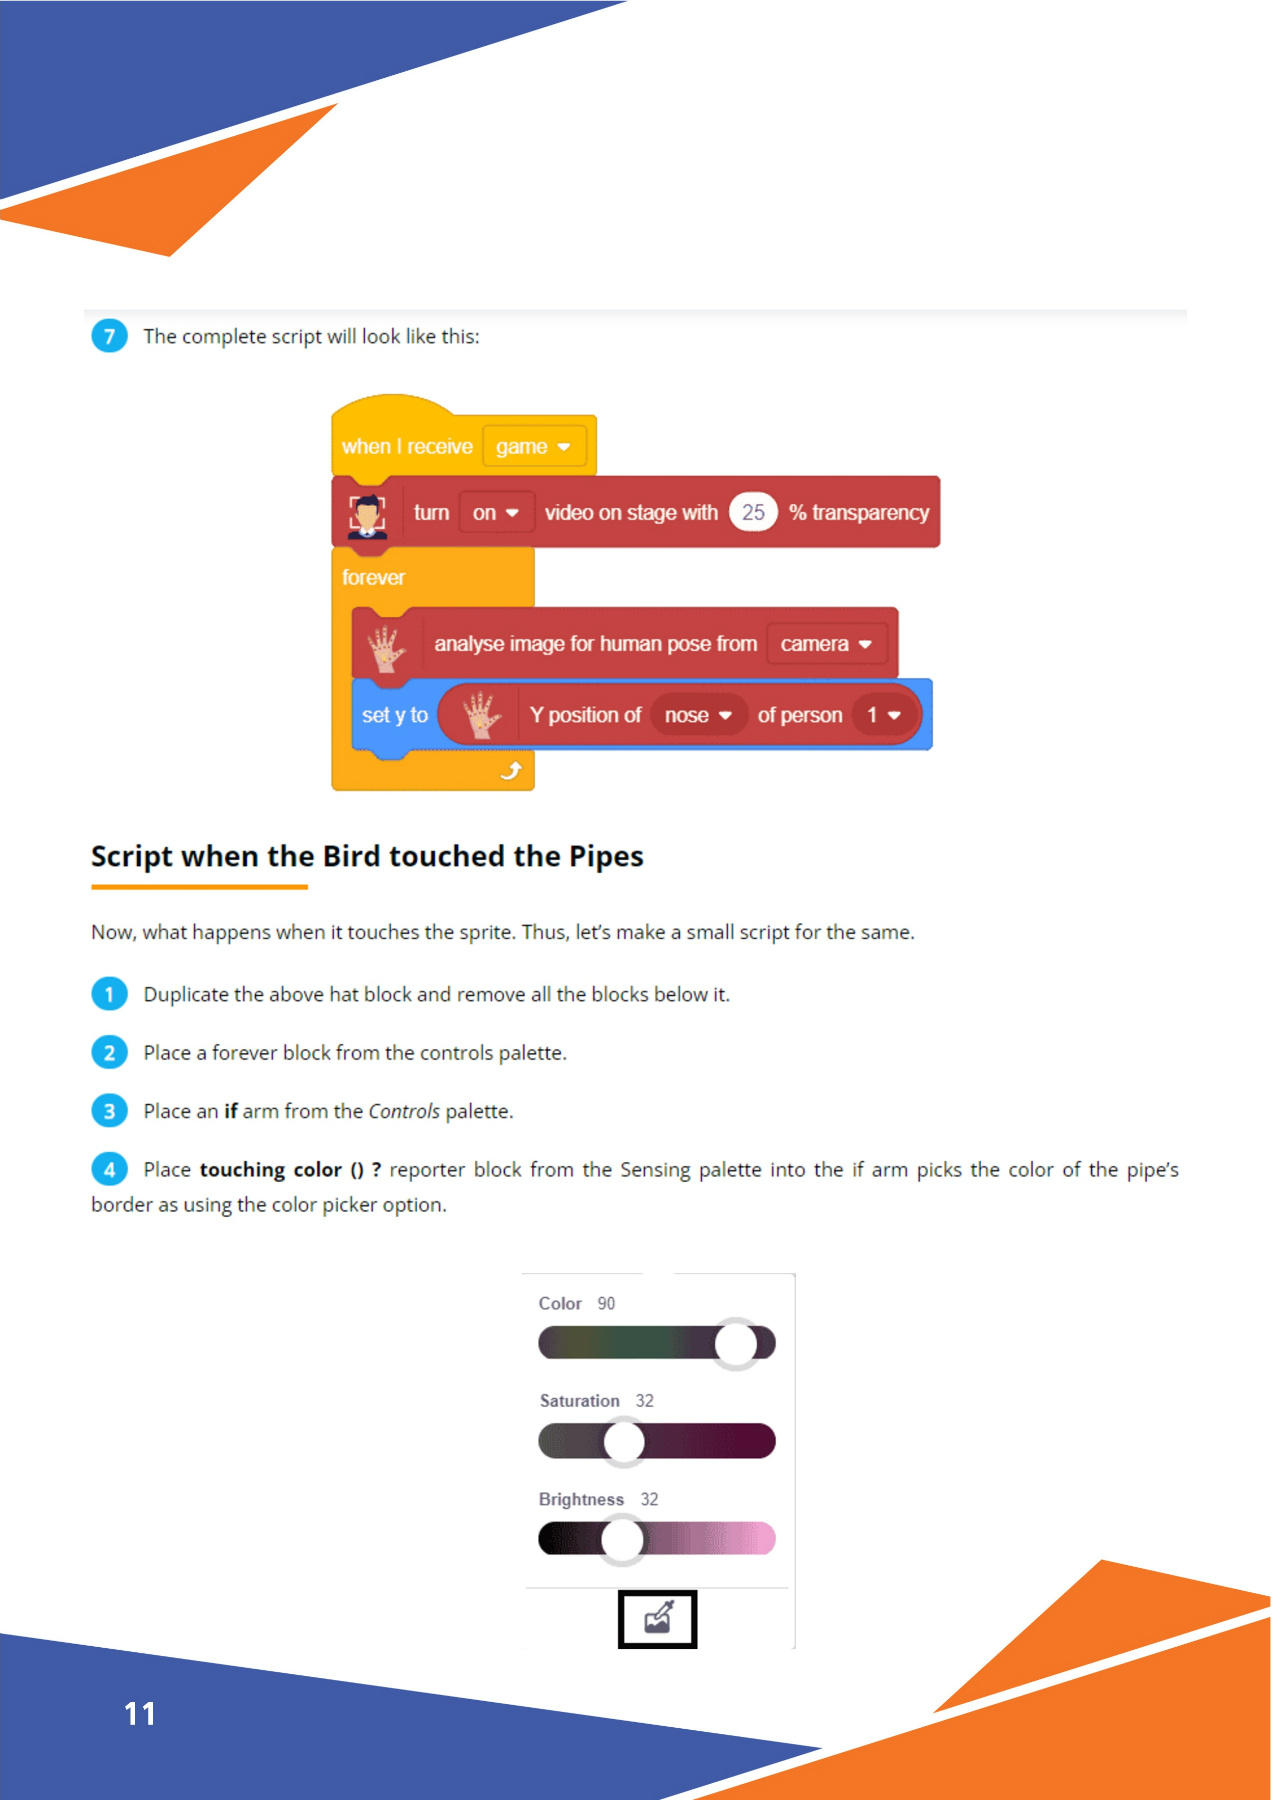 7 The complete script will look like this:
when I receive game
turn on video on stage with 25 % transparency
forever
analyse image for human pose from camera
set y to Y position of nose of person 1
Script when the Bird touched the Pipes
Now, what happens when it touches the sprite. Thus, let's make a small script for the same.
1 Duplicate the above hat block and remove all the blocks below it.
2 Place a forever block from the controls palette.
3 Place an if arm from the Controls palette.
4 Place touching color () ? reporter block from the Sensing palette into the if arm picks the color of the pipe's
border as using the color picker option.
Color 90
Saturation 32
Brightness 32
11